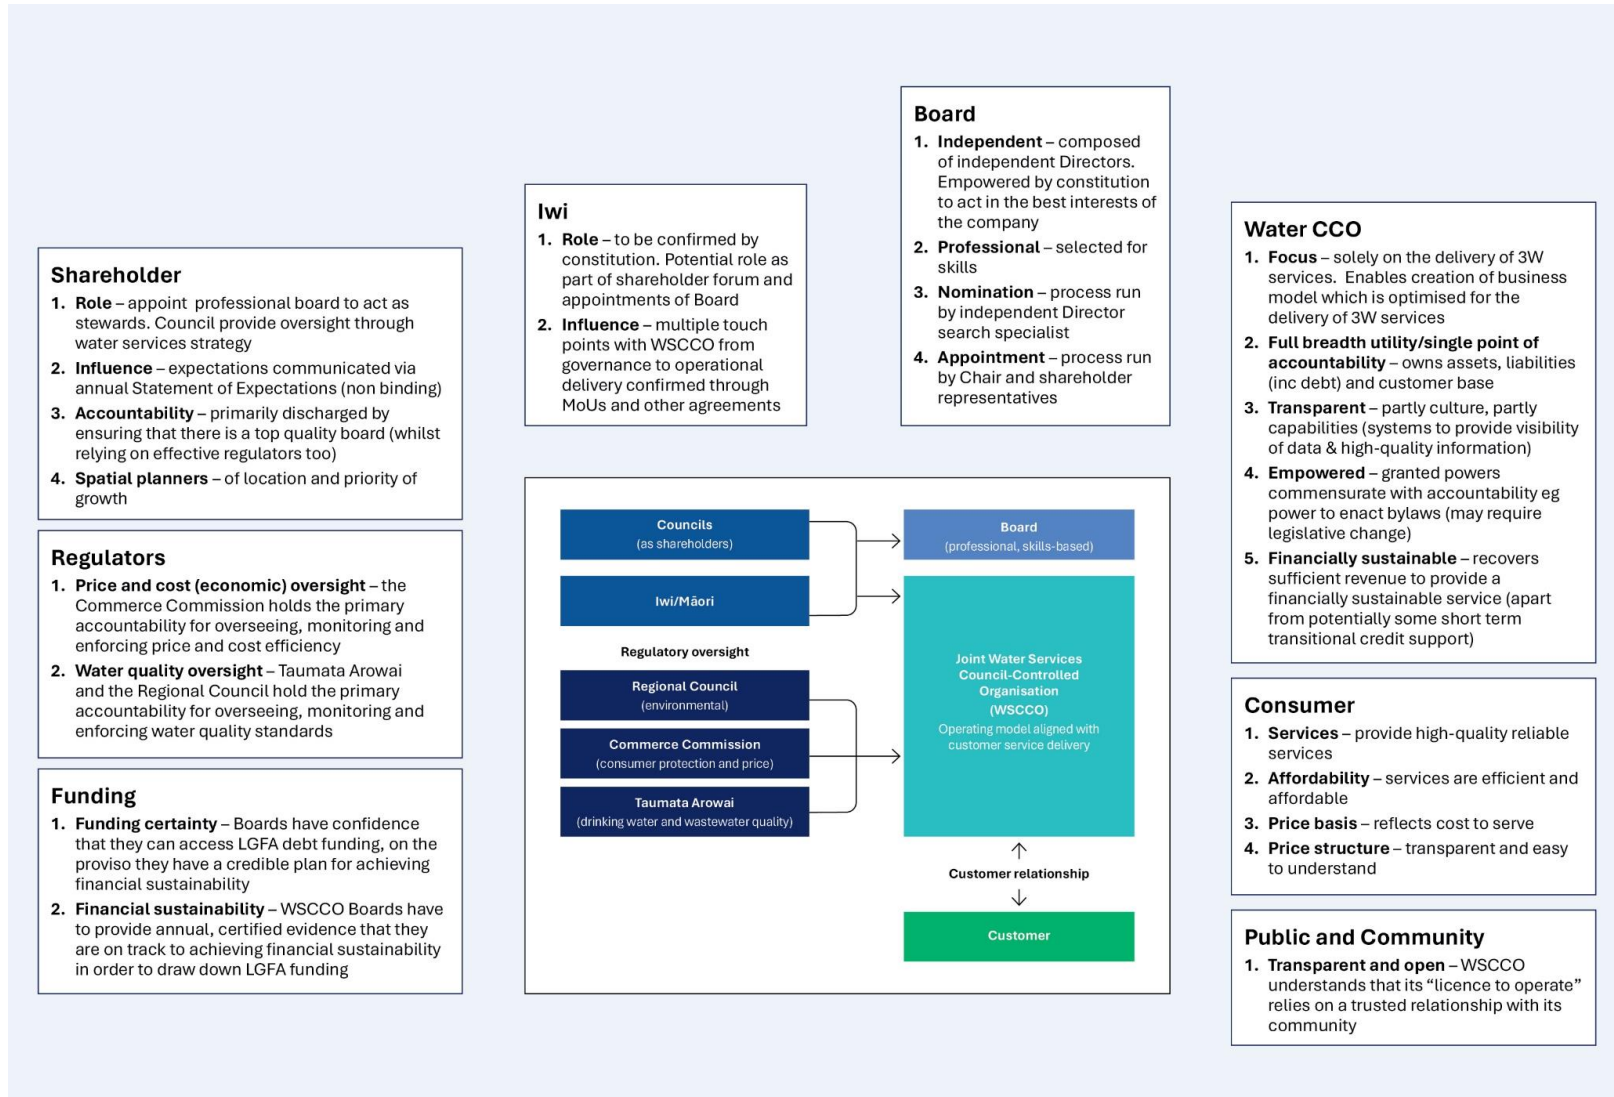 Shareholder
1. Role – appoint professional board to act as
stewards. Council provide oversight through
water services strategy
2. Influence – expectations communicated via
annual Statement of Expectations (non binding)
3. Accountability – primarily discharged by
ensuring that there is a top quality board (whilst
relying on effective regulators too)
4. Spatial planners – of location and priority of
growth
Regulators
1. Price and cost (economic) oversight – the
Commerce Commission holds the primary
accountability for overseeing, monitoring and
enforcing price and cost efficiency
2. Water quality oversight – Taumata Arowai
and the Regional Council hold the primary
accountability for overseeing, monitoring and
enforcing water quality standards
Funding
1. Funding certainty – Boards have confidence
that they can access LGFA debt funding, on the
proviso they have a credible plan for achieving
financial sustainability
2. Financial sustainability – WSCCO Boards have
to provide annual, certified evidence that they
are on track to achieving financial sustainability
in order to draw down LGFA funding
Iwi
1. Role – to be confirmed by
constitution. Potential role as
part of shareholder forum and
appointments of Board
2. Influence – multiple touch
points with WSCCO from
governance to operational
delivery confirmed through
MoUs and other agreements
Board
1. Independent – composed
of independent Directors.
Empowered by constitution
to act in the best interests of
the company
2. Professional – selected for
skills
3. Nomination – process run
by independent Director
search specialist
4. Appointment – process run
by Chair and shareholder
representatives
Councils
(as shareholders)
Iwi/Māori
Regulatory oversight
Regional Council
(environmental)
Commerce Commission
(consumer protection and price)
Taumata Arowai
(drinking water and wastewater quality)
Board
(professional, skills-based)
Joint Water Services
Council-Controlled
Organisation
(WSCCO)
Operating model aligned with
customer service delivery
Customer relationship
Customer
Water CCO
1. Focus – solely on the delivery of 3W
services. Enables creation of business
model which is optimised for the
delivery of 3W services
2. Full breadth utility/single point of
accountability – owns assets, liabilities
(inc debt) and customer base
3. Transparent – partly culture, partly
capabilities (systems to provide visibility
of data & high-quality information)
4. Empowered – granted powers
commensurate with accountability eg
power to enact bylaws (may require
legislative change)
5. Financially sustainable – recovers
sufficient revenue to provide a
financially sustainable service (apart
from potentially some short term
transitional credit support)
Consumer
1. Services – provide high-quality reliable
services
2. Affordability – services are efficient and
affordable
3. Price basis – reflects cost to serve
4. Price structure – transparent and easy
to understand
Public and Community
1. Transparent and open – WSCCO
understands that its “licence to operate”
relies on a trusted relationship with its
community